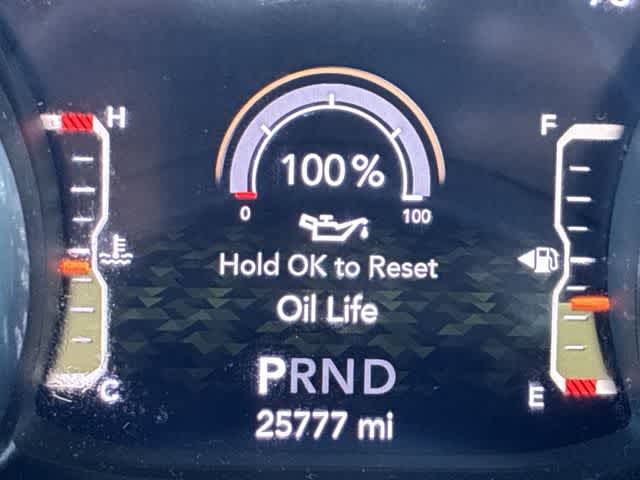 H
F
100%
0
100
Hold OK to Reset
Oil Life
PRND
C
E
25777 mi